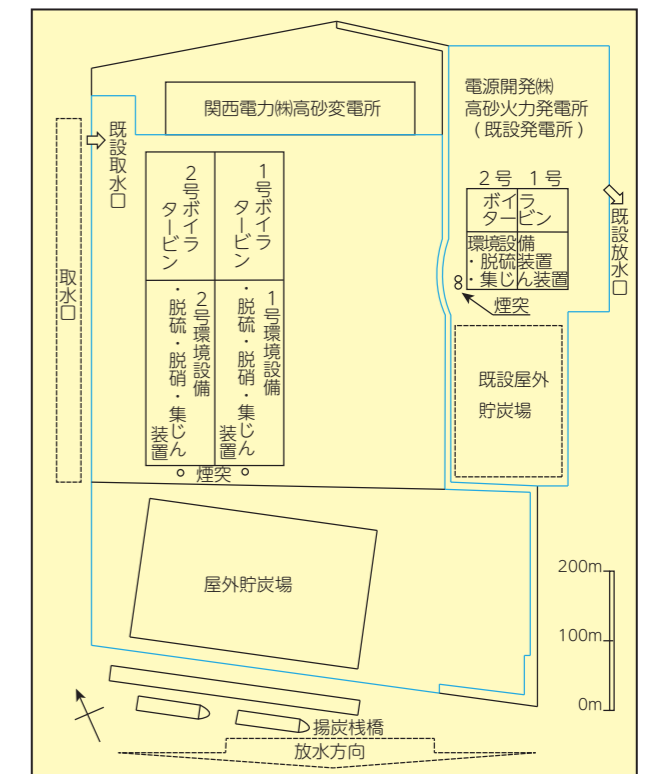 関西電力㈱高砂変電所
電源開発㈱
高砂火力発電所
(既設発電所)
既設取水口
取水口
2号ボイラ
タービン
1号ボイラ
タービン
2号環境設備
・脱硫・脱硝・集じん
装置
1号環境設備
・脱硫・脱硝・集じん
装置
煙突
2号 1号
ボイラ
タービン
環境設備
・脱硫装置
・集じん装置
煙突
既設放水口
既設屋外
貯炭場
屋外貯炭場
200m
100m
0m
揚炭桟橋
放水方向